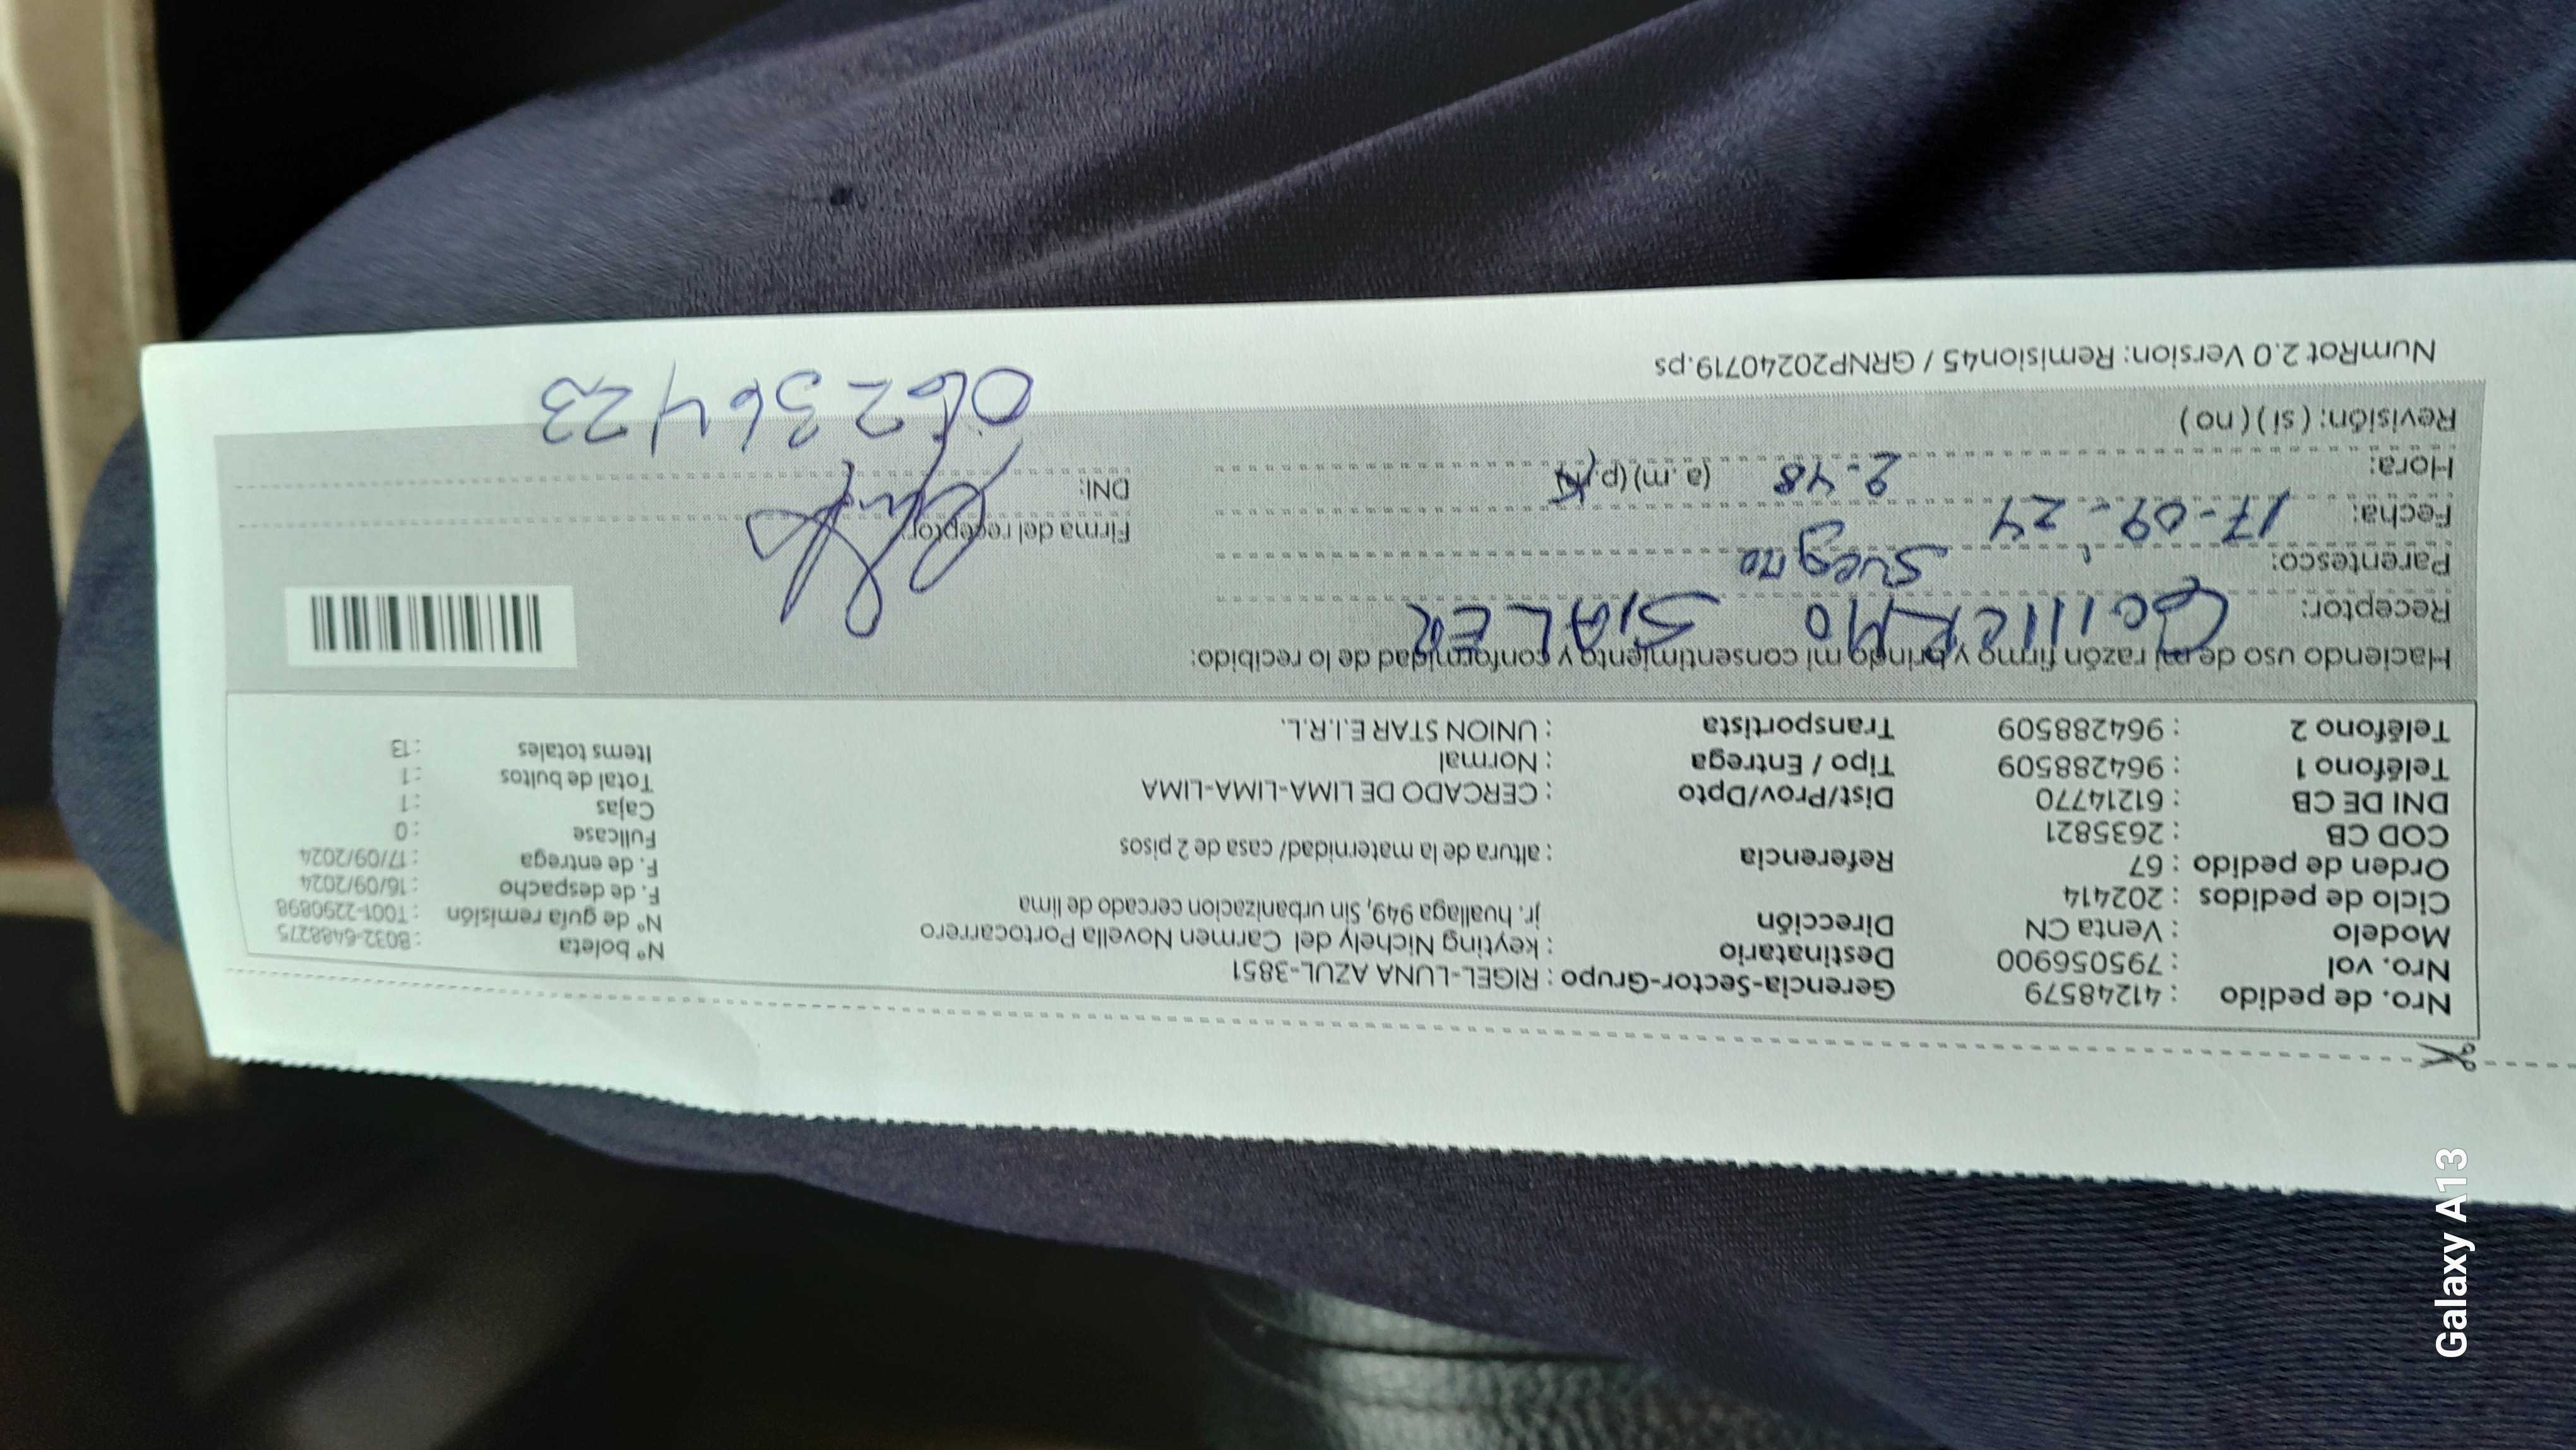 Nro. de pedido : 41248579 Gerencia-Sector-Grupo : RIGEL-LUNA AZUL-3851
Nro. vol : 795056900 Destinatario : keyting Nichely del Carmen Novella Portocarrero Nº boleta : B032-6488275
Modelo : Venta CN Dirección jr. huallaga 949, Sin urbanizacion cercado de lima Nº de guía remisión : T001-2290898
Ciclo de pedidos : 202414 F. de despacho : 16/09/2024
Orden de pedido : 67 Referencia : altura de la maternidad/ casa de 2 pisos F. de entrega : 17/09/2024
COD CB : 2635821 Fullcase : 0
DNI DE CB : 61214770 Dist/Prov/Dpto : CERCADO DE LIMA-LIMA-LIMA Cajas : 1
Teléfono 1 : 964288509 Tipo / Entrega : Normal Total de bultos : 1
Teléfono 2 : 964288509 Transportista : UNION STAR E.I.R.L. Items totales : 13
Haciendo uso de mi razón firmo y brindo mi consentimiento y conformidad de lo recibido:
Receptor: GuillERMO SIALER
Parentesco: suegro
Fecha: 17-09-24 Firma del receptor:
Hora: 2-48 (a.m)(p.m) DNI: 06236423
Revisión: (si)(no)
NumRot 2.0 Version: Remision45 / GRNP20240719.ps
Galaxy A13